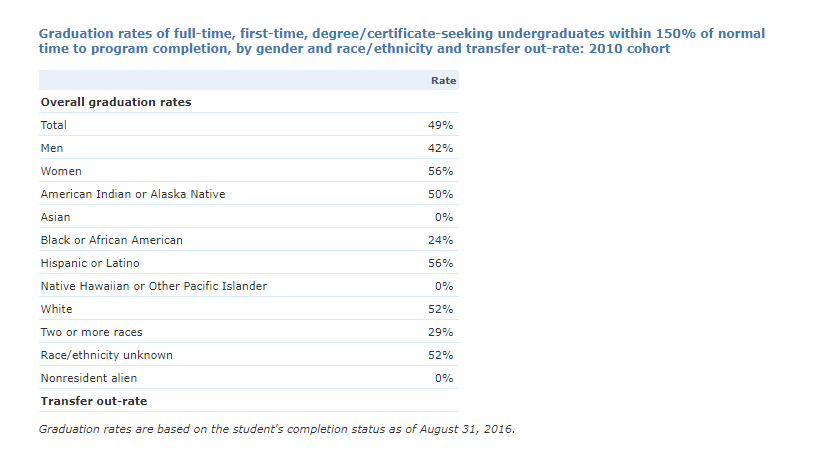 Graduation rates of full-time, first-time, degree/certificate-seeking undergraduates within 150% of normal
time to program completion, by gender and race/ethnicity and transfer out-rate: 2010 cohort
Rate
Overall graduation rates
Total 49%
Men 42%
Women 56%
American Indian or Alaska Native 50%
Asian 0%
Black or African American 24%
Hispanic or Latino 56%
Native Hawaiian or Other Pacific Islander 0%
White 52%
Two or more races 29%
Race/ethnicity unknown 52%
Nonresident alien 0%
Transfer out-rate
Graduation rates are based on the student's completion status as of August 31, 2016.